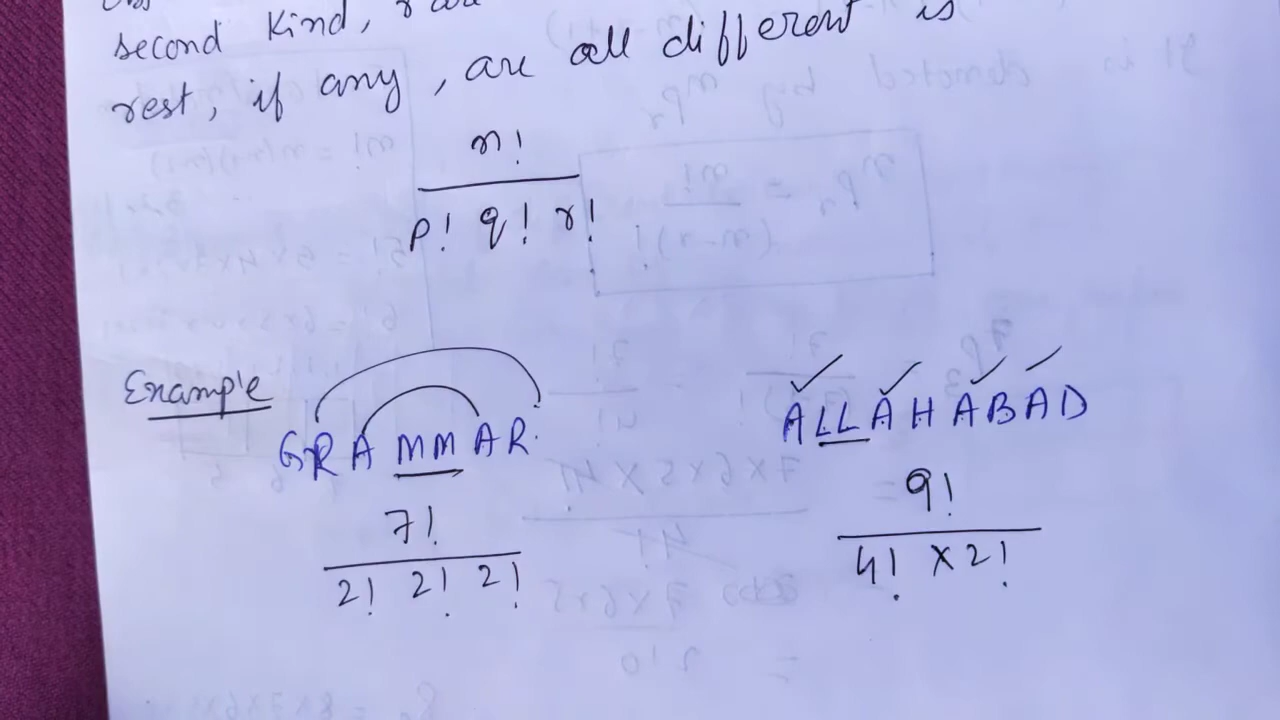 second kind, r are
rest, if any, are all different is
n!
p! q! r!
Example
GRAMMAR
ALLAHABAD
7!
2! 2! 2!
9!
4! × 2!